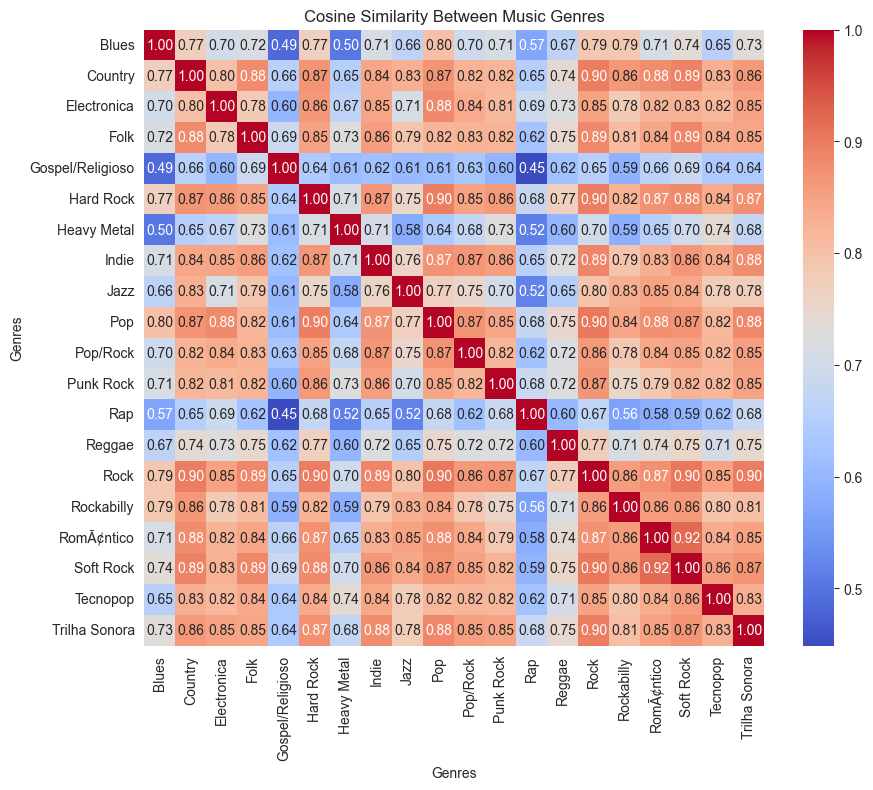 Cosine Similarity Between Music Genres
Blues 1.00 0.77 0.70 0.72 0.49 0.77 0.50 0.71 0.66 0.80 0.70 0.71 0.57 0.67 0.79 0.79 0.71 0.74 0.65 0.73
Country 0.77 1.00 0.80 0.88 0.66 0.87 0.65 0.84 0.83 0.87 0.82 0.82 0.65 0.74 0.90 0.86 0.88 0.89 0.83 0.86
Electronica 0.70 0.80 1.00 0.78 0.60 0.86 0.67 0.85 0.71 0.88 0.84 0.81 0.69 0.73 0.85 0.78 0.82 0.83 0.82 0.85
Folk 0.72 0.88 0.78 1.00 0.69 0.85 0.73 0.86 0.79 0.82 0.83 0.82 0.62 0.75 0.89 0.81 0.84 0.89 0.84 0.85
Gospel/Religioso 0.49 0.66 0.60 0.69 1.00 0.64 0.61 0.62 0.61 0.61 0.63 0.60 0.45 0.62 0.65 0.59 0.66 0.69 0.64 0.64
Hard Rock 0.77 0.87 0.86 0.85 0.64 1.00 0.71 0.87 0.75 0.90 0.85 0.86 0.68 0.77 0.90 0.82 0.87 0.88 0.84 0.87
Heavy Metal 0.50 0.65 0.67 0.73 0.61 0.71 1.00 0.71 0.58 0.64 0.68 0.73 0.52 0.60 0.70 0.59 0.65 0.70 0.74 0.68
Indie 0.71 0.84 0.85 0.86 0.62 0.87 0.71 1.00 0.76 0.87 0.87 0.86 0.65 0.72 0.89 0.79 0.83 0.86 0.84 0.88
Jazz 0.66 0.83 0.71 0.79 0.61 0.75 0.58 0.76 1.00 0.77 0.75 0.70 0.52 0.65 0.80 0.83 0.85 0.84 0.78 0.78
Pop 0.80 0.87 0.88 0.82 0.61 0.90 0.64 0.87 0.77 1.00 0.87 0.85 0.68 0.75 0.90 0.84 0.88 0.87 0.82 0.88
Pop/Rock 0.70 0.82 0.84 0.83 0.63 0.85 0.68 0.87 0.75 0.87 1.00 0.82 0.62 0.72 0.86 0.78 0.84 0.85 0.82 0.85
Punk Rock 0.71 0.82 0.81 0.82 0.60 0.86 0.73 0.86 0.70 0.85 0.82 1.00 0.68 0.72 0.87 0.75 0.79 0.82 0.82 0.85
Rap 0.57 0.65 0.69 0.62 0.45 0.68 0.52 0.65 0.52 0.68 0.62 0.68 1.00 0.60 0.67 0.56 0.58 0.59 0.62 0.68
Reggae 0.67 0.74 0.73 0.75 0.62 0.77 0.60 0.72 0.65 0.75 0.72 0.72 0.60 1.00 0.77 0.71 0.74 0.75 0.71 0.75
Rock 0.79 0.90 0.85 0.89 0.65 0.90 0.70 0.89 0.80 0.90 0.86 0.87 0.67 0.77 1.00 0.86 0.87 0.90 0.85 0.90
Rockabilly 0.79 0.86 0.78 0.81 0.59 0.82 0.59 0.79 0.83 0.84 0.78 0.75 0.56 0.71 0.86 1.00 0.86 0.86 0.80 0.81
RomÃ¢ntico 0.71 0.88 0.82 0.84 0.66 0.87 0.65 0.83 0.85 0.88 0.84 0.79 0.58 0.74 0.87 0.86 1.00 0.92 0.84 0.85
Soft Rock 0.74 0.89 0.83 0.89 0.69 0.88 0.70 0.86 0.84 0.87 0.85 0.82 0.59 0.75 0.90 0.86 0.92 1.00 0.86 0.87
Tecnopop 0.65 0.83 0.82 0.84 0.64 0.84 0.74 0.84 0.78 0.82 0.82 0.82 0.62 0.71 0.85 0.80 0.84 0.86 1.00 0.83
Trilha Sonora 0.73 0.86 0.85 0.85 0.64 0.87 0.68 0.88 0.78 0.88 0.85 0.85 0.68 0.75 0.90 0.81 0.85 0.87 0.83 1.00
Genres
Blues
Country
Electronica
Folk
Gospel/Religioso
Hard Rock
Heavy Metal
Indie
Jazz
Pop
Pop/Rock
Punk Rock
Rap
Reggae
Rock
Rockabilly
RomÃ¢ntico
Soft Rock
Tecnopop
Trilha Sonora
Genres
1.0
0.9
0.8
0.7
0.6
0.5